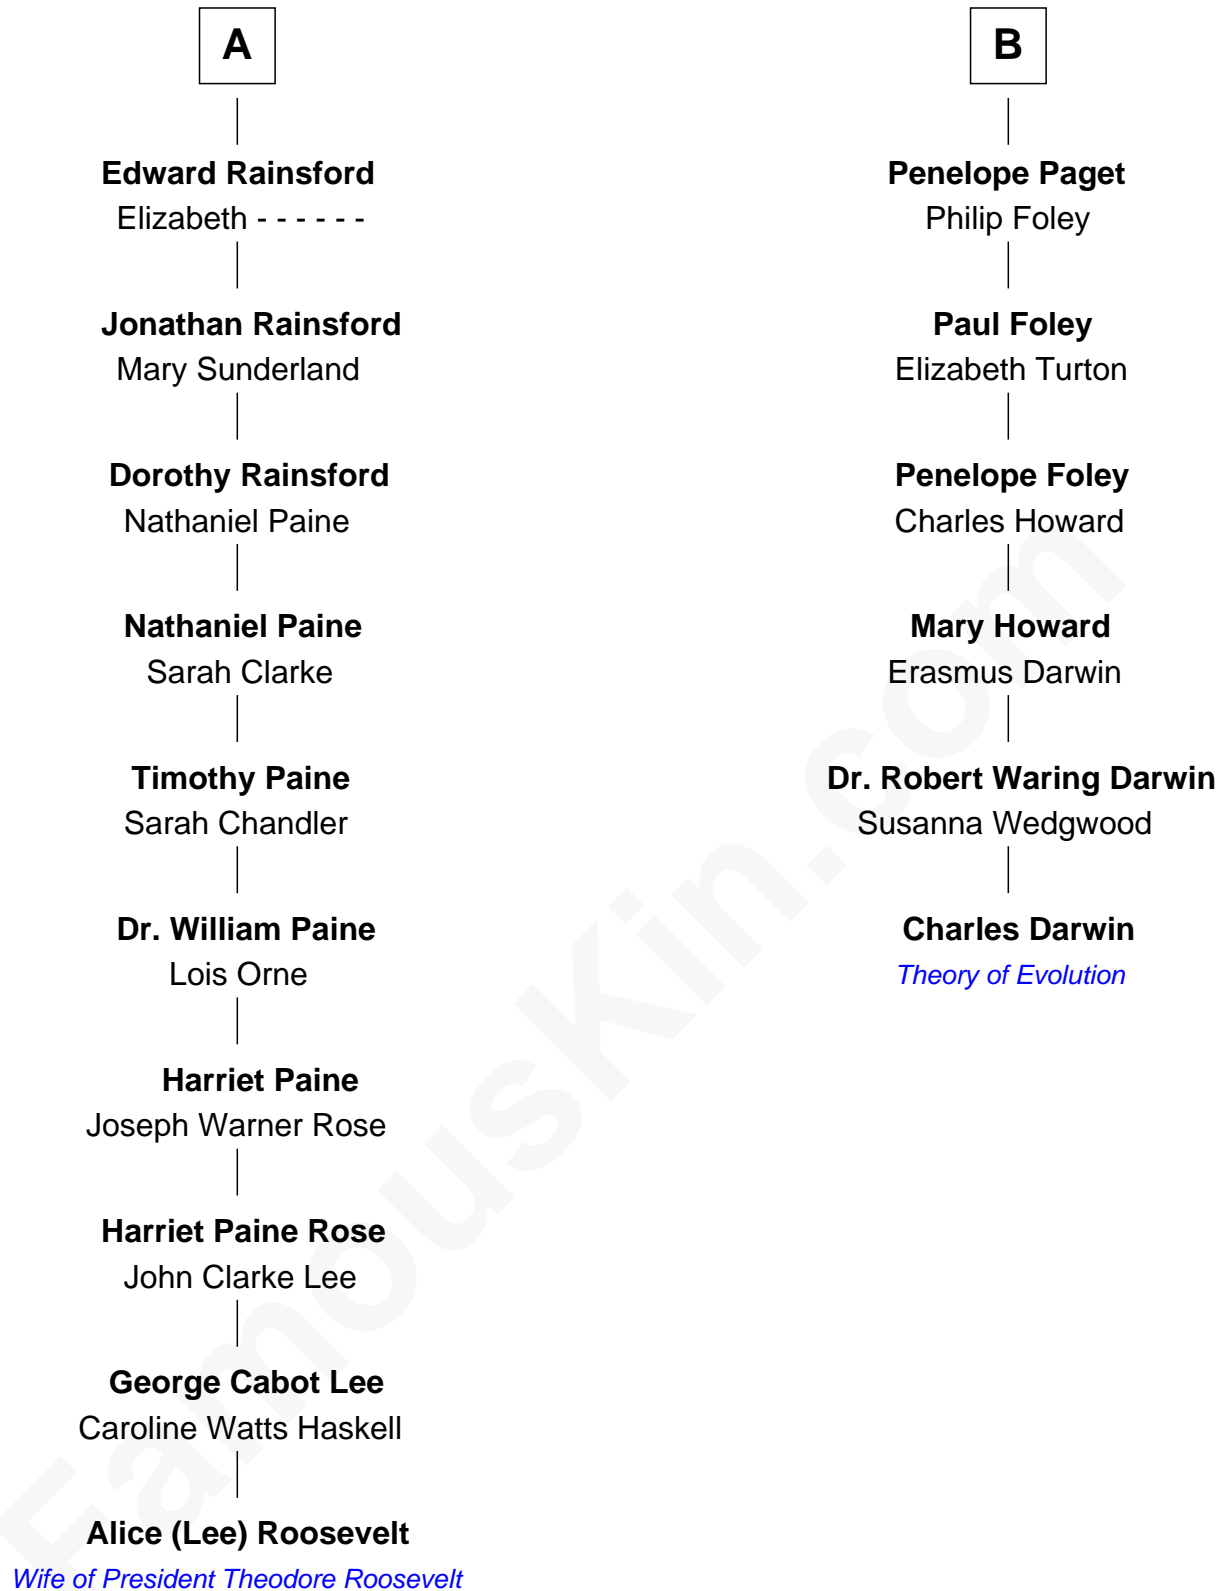 A
Edward Rainsford
Elizabeth - - - - - -
Jonathan Rainsford
Mary Sunderland
Dorothy Rainsford
Nathaniel Paine
Nathaniel Paine
Sarah Clarke
Timothy Paine
Sarah Chandler
Dr. William Paine
Lois Orne
Harriet Paine
Joseph Warner Rose
Harriet Paine Rose
John Clarke Lee
George Cabot Lee
Caroline Watts Haskell
Alice (Lee) Roosevelt
Wife of President Theodore Roosevelt
B
Penelope Paget
Philip Foley
Paul Foley
Elizabeth Turton
Penelope Foley
Charles Howard
Mary Howard
Erasmus Darwin
Dr. Robert Waring Darwin
Susanna Wedgwood
Charles Darwin
Theory of Evolution
FamousKin.com